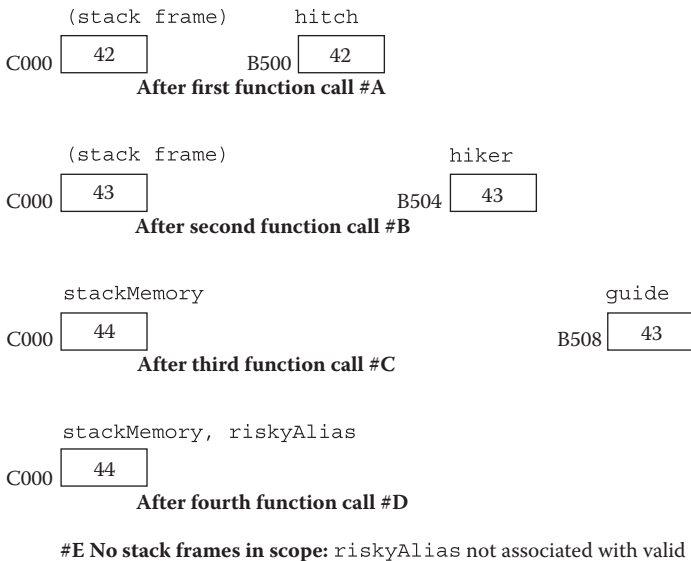 (stack frame) hitch
C000 42 B500 42
After first function call #A
(stack frame) hiker
C000 43 B504 43
After second function call #B
stackMemory guide
C000 44 B508 43
After third function call #C
stackMemory, riskyAlias
C000 44
After fourth function call #D
#E No stack frames in scope: riskyAlias not associated with valid